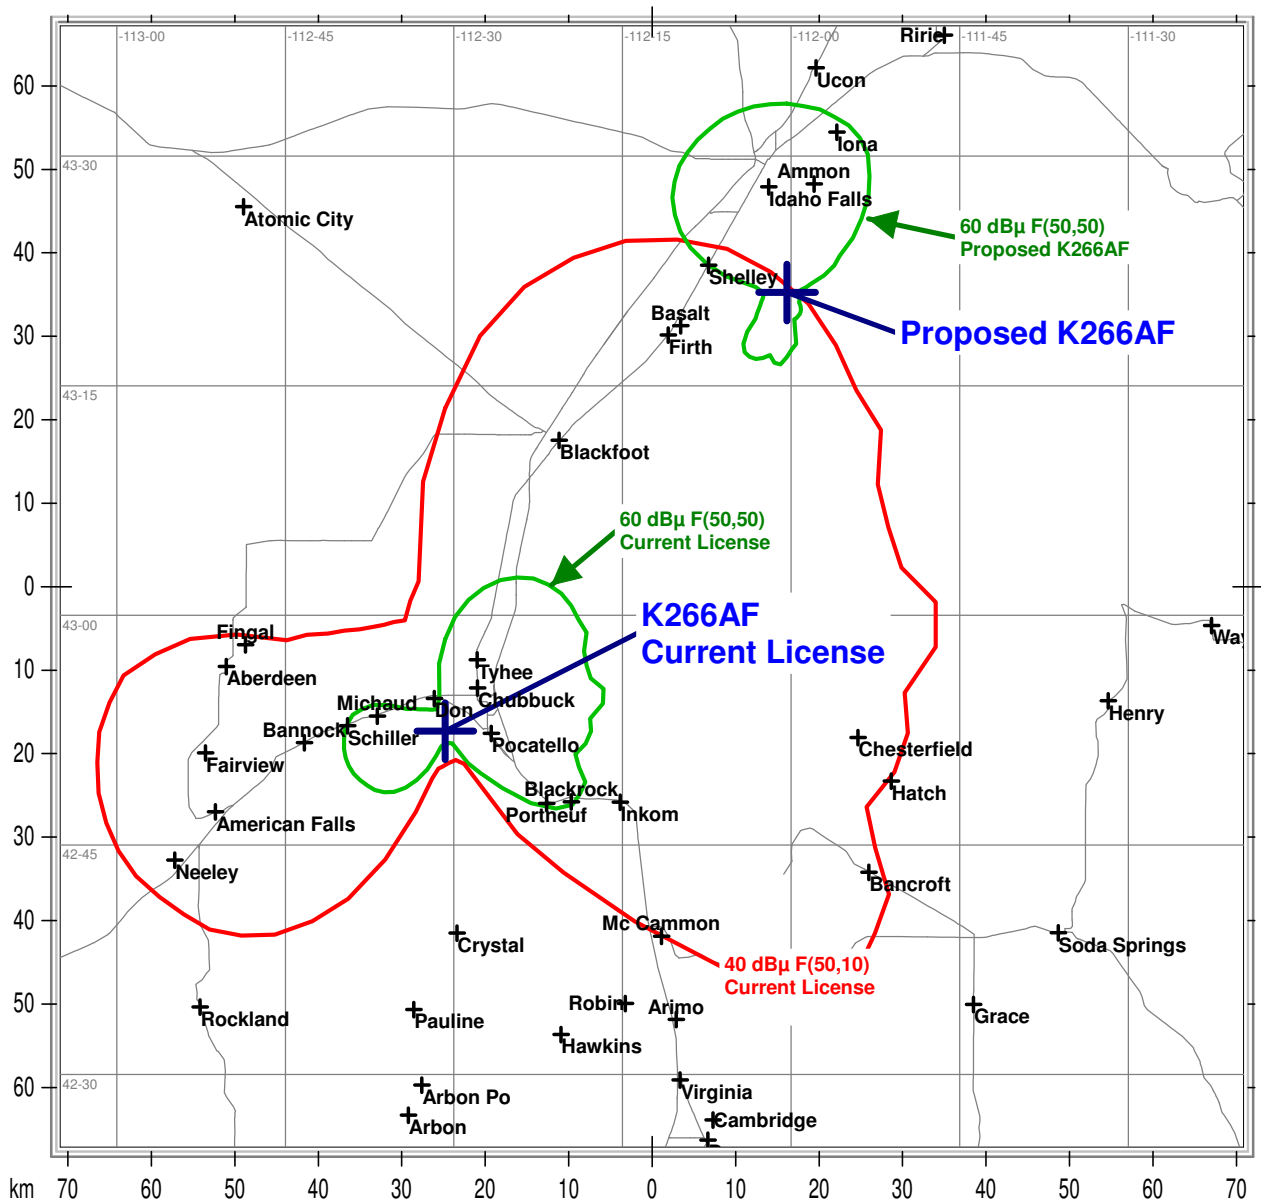 -113-00
-112-45
-112-30
-112-15
-112-00
-111-45
-111-30
Ririe
60
Ucon
Iona
43-30
50
Ammon
Idaho Falls
Atomic City
60 dBµ F(50,50)
Proposed K266AF
40
Shelley
Basalt
Proposed K266AF
30
Firth
20
43-15
Blackfoot
10
60 dBµ F(50,50)
Current License
0
K266AF
Current License
43-00
Fingal
Way
10
Aberdeen
Tyhee
Chubbuck
Michaud
Don
Henry
Bannock
Schiller
Pocatello
Chesterfield
20
Fairview
Blackrock
Hatch
Portneuf
Inkom
American Falls
30
42-45
Neeley
Bancroft
40
Mc Cammon
Crystal
Soda Springs
40 dBµ F(50,10)
Current License
50
Robin
Arimo
Rockland
Pauline
Grace
Hawkins
60
42-30
Arbon Po
Virginia
Arbon
Cambridge
km
70
60
50
40
30
20
10
0
10
20
30
40
50
60
70